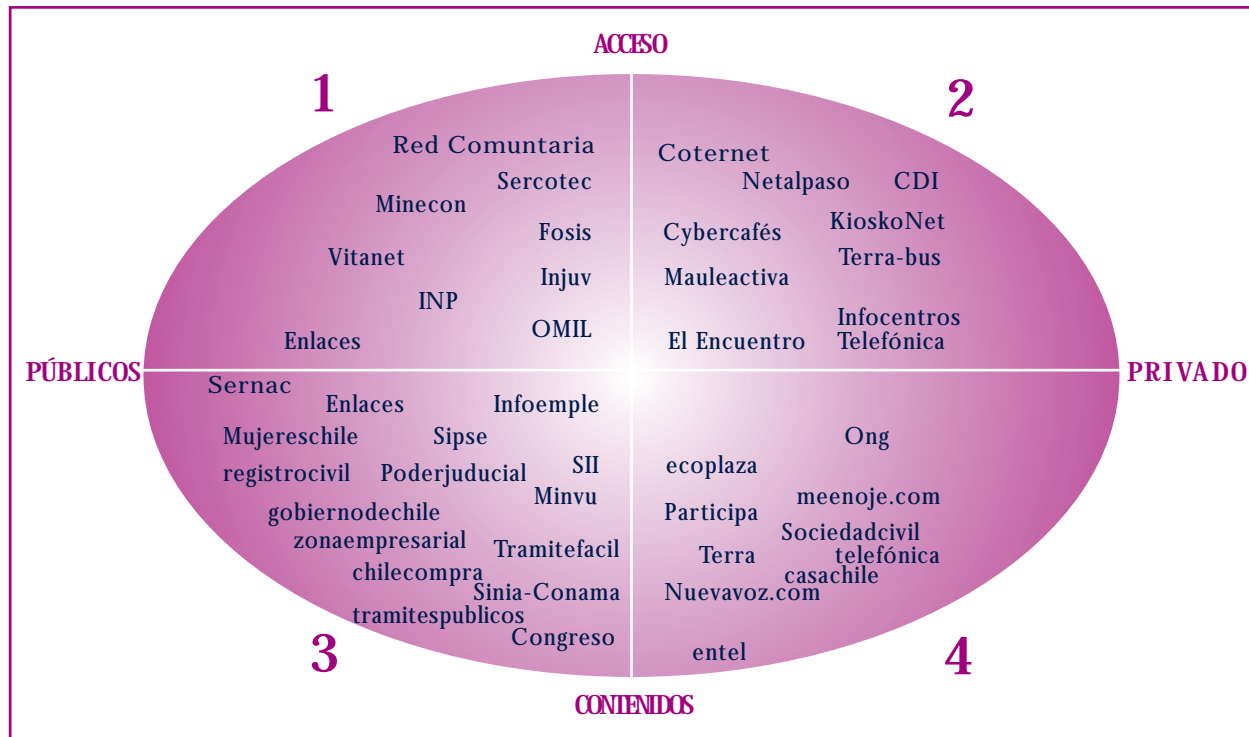 ACCESO
1
2
Red Comuntaria
Coternet
Sercotec
Netalpaso
CDI
Minecon
KioskoNet
Fosis
Cybercafés
Vitanet
Terra-bus
Injuv
Mauleactiva
INP
Infocentros
Telefónica
OMIL
Enlaces
El Encuentro
PÚBLICOS
PRIVADO
Sernac
Enlaces
Infoemple
Mujereschile
Sipse
Ong
registrocivil
Poderjuducial
SII
ecoplaza
Minvu
meenoje.com
gobiernodechile
Participa
zonaempresarial
Sociedadcivil
Tramitefacil
Terra
telefónica
chilecompra
casachile
Sinia-Conama
Nuevavoz.com
tramitespublicos
Congreso
entel
3
4
CONTENIDOS